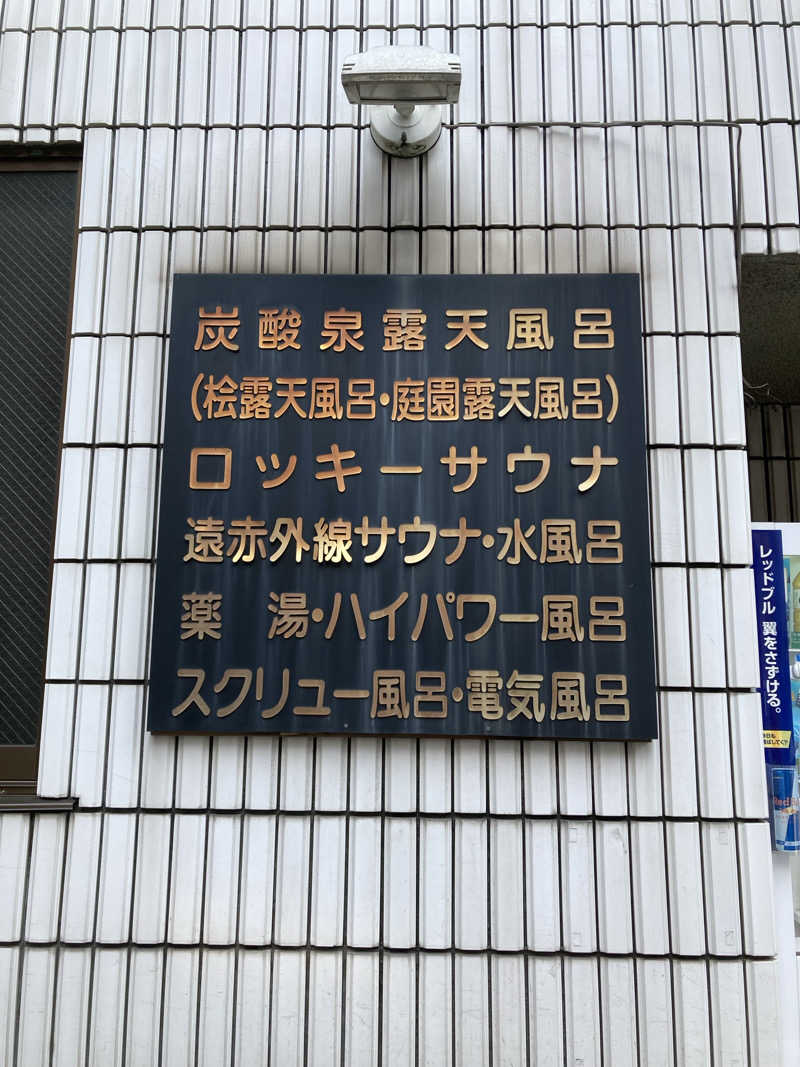 炭酸泉露天風呂
(桧露天風呂・庭園露天風呂)
ロッキーサウナ
遠赤外線サウナ・水風呂
薬 湯・ハイパワー風呂
スクリュー風呂・電気風呂
レッドブル 翼をさずける。